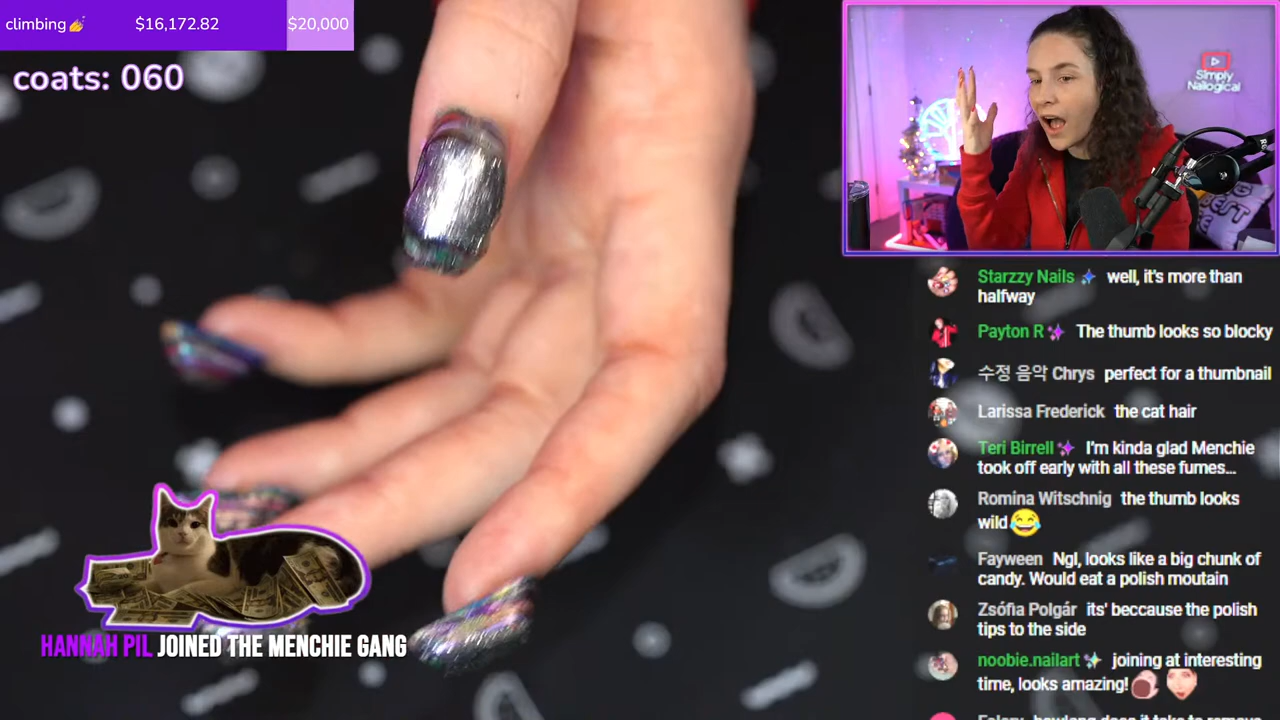 climbing💅 $16,172.82 $20,000
coats: 060
Simply
Nailogical
Starzzy Nails well, it's more than
halfway
Payton R The thumb looks so blocky
수정 음악 Chrys perfect for a thumbnail
Larissa Frederick the cat hair
Teri Birrell I'm kinda glad Menchie
took off early with all these fumes...
Romina Witschnig the thumb looks
wild😂
Fayween Ngl, looks like a big chunk of
candy. Would eat a polish moutain
Zsófia Polgár its' beccause the polish
tips to the side
noobie.nailart joining at interesting
time, looks amazing!
HANNAH PIL JOINED THE MENCHIE GANG